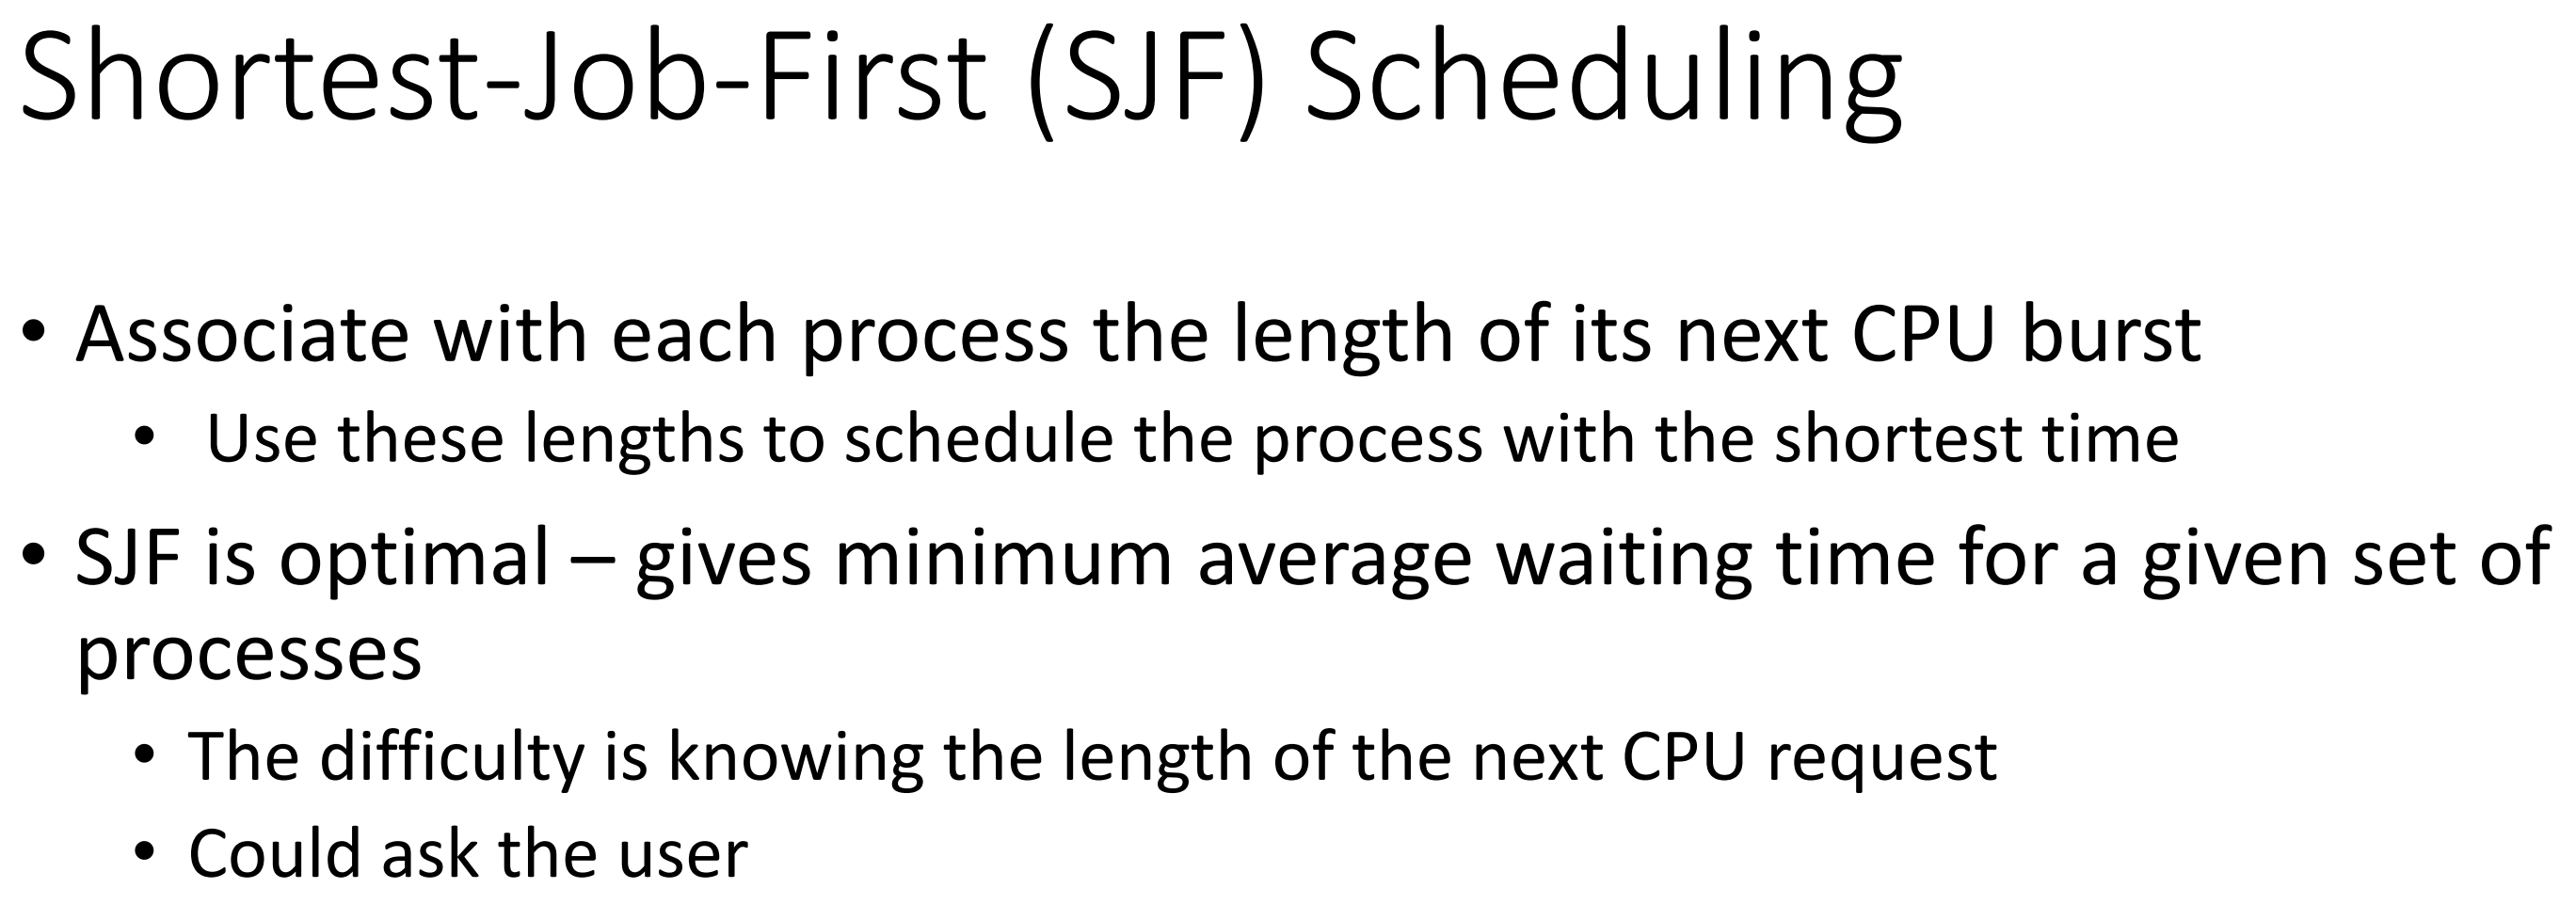 Shortest-Job-First (SJF) Scheduling
• Associate with each process the length of its next CPU burst
• Use these lengths to schedule the process with the shortest time
• SJF is optimal – gives minimum average waiting time for a given set of
processes
• The difficulty is knowing the length of the next CPU request
• Could ask the user